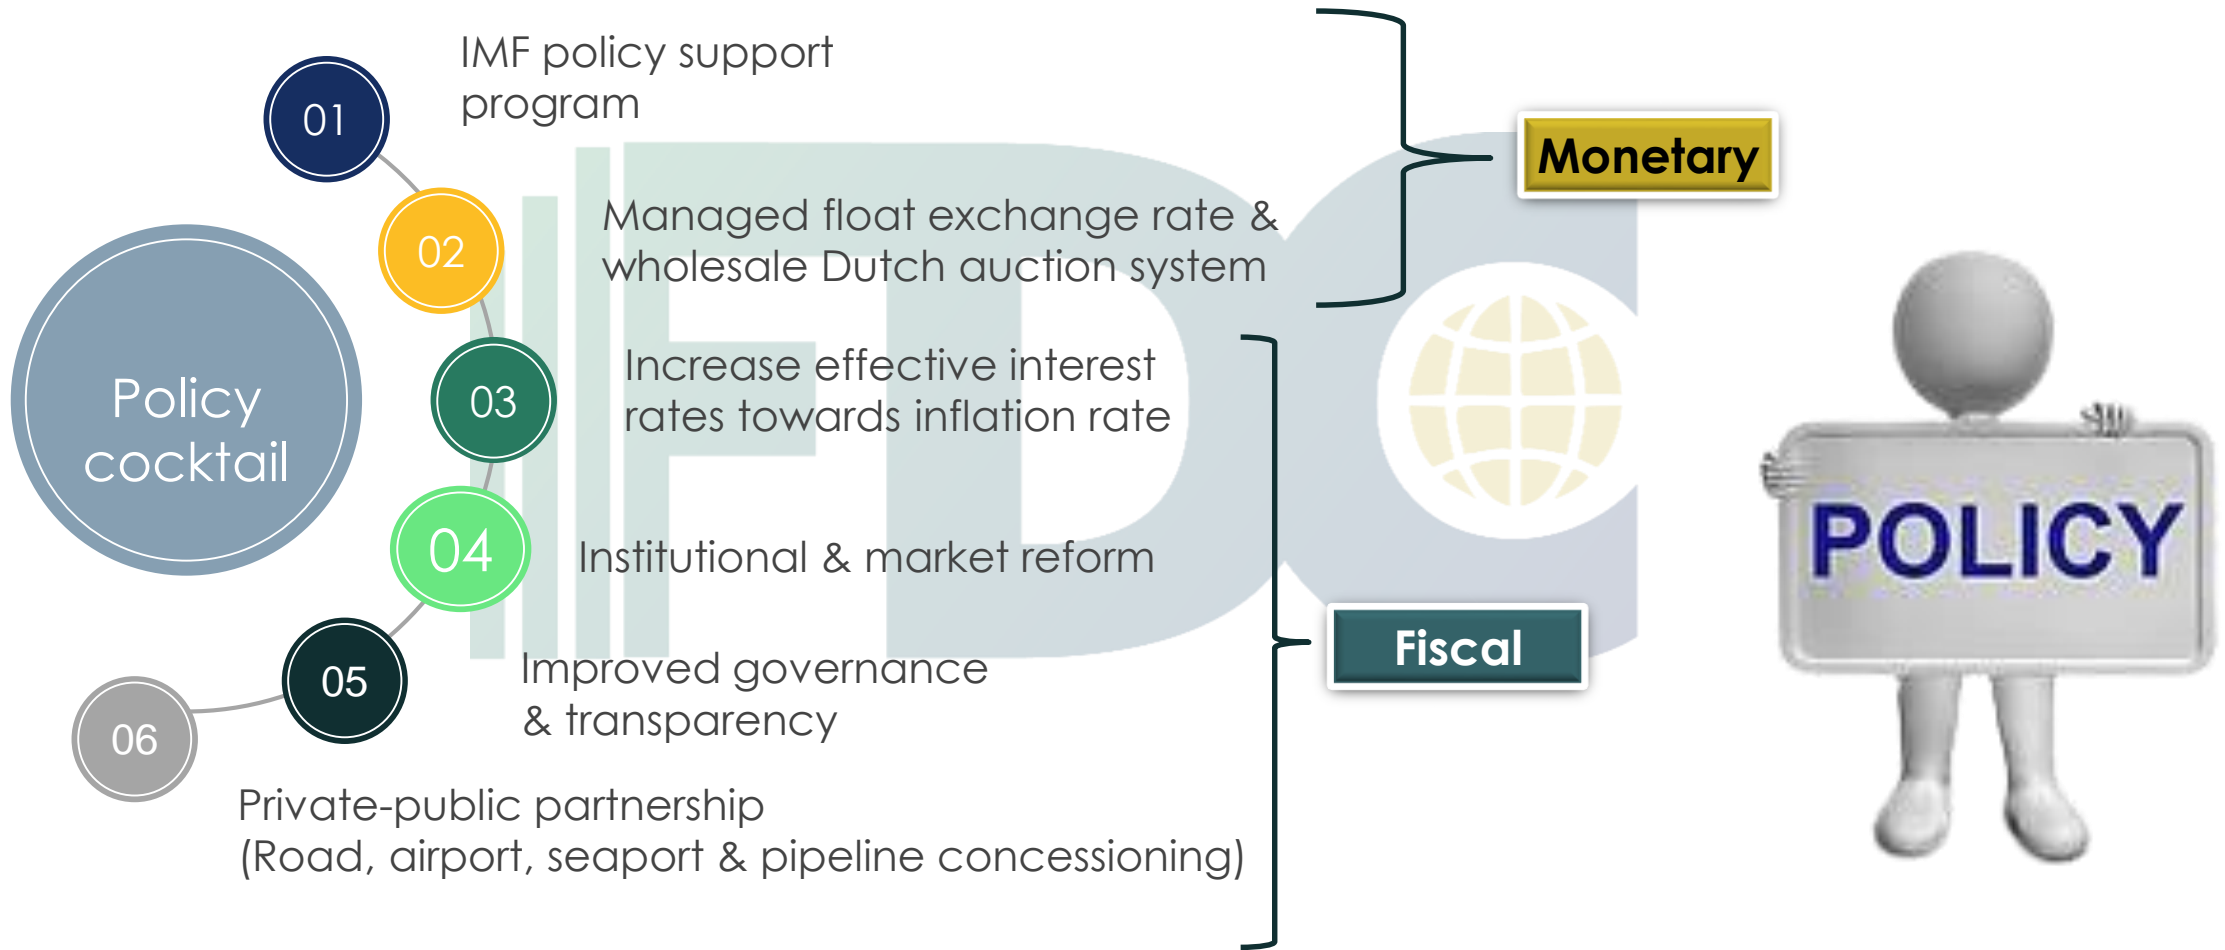 Policy
cocktail
01
IMF policy support
program
02
Managed float exchange rate &
wholesale Dutch auction system
Monetary
03
Increase effective interest
rates towards inflation rate
04
Institutional & market reform
05
Improved governance
& transparency
06
Private-public partnership
(Road, airport, seaport & pipeline concessioning)
Fiscal
POLICY
FDC